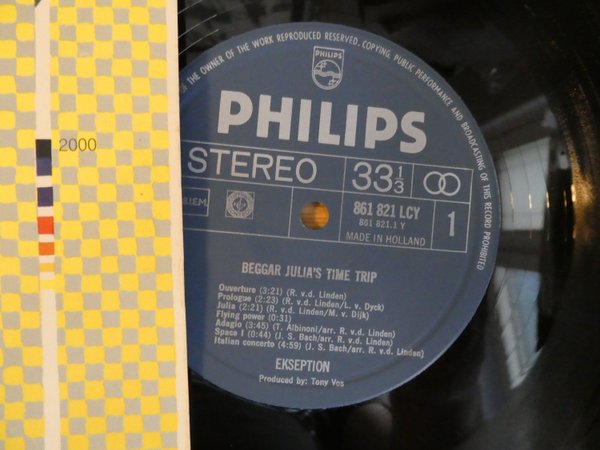 2000
THE OWNER OF THE WORK REPRODUCED RESERVED. COPYING, PUBLIC PERFORMANCE AND BROADCASTING OF THIS RECORD PROHIBITED
PHILIPS
PHILIPS
STEREO
33 1/3
B.I.E.M.
861 821 LCY
861 821.1 Y
1
MADE IN HOLLAND
BEGGAR JULIA'S TIME TRIP
Ouverture (3:21) (R. v.d. Linden)
Prologue (2:23) (R. v.d. Linden/L. v. Dyck)
Julia (2:21) (R. v.d. Linden/M. v. Dijk)
Flying power (0:31)
Adagio (3:45) (T. Albinoni/arr. R. v.d. Linden)
Space I (0:44) (J. S. Bach/arr. R. v.d. Linden)
Italian concerto (4:59) (J. S. Bach/arr. R. v.d. Linden)
EKSEPTION
Produced by: Tony Vos